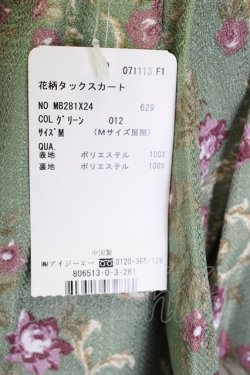 071113 F1
花柄タックスカート
NO MB281X24 629
COL グリーン 012
サイズ M (Mサイズ展開)
QUA.
表地 ポリエステル 100%
裏地 ポリエステル 100%
中国製
㈱アイジーエー 0120-385-128
806513-0-3-281